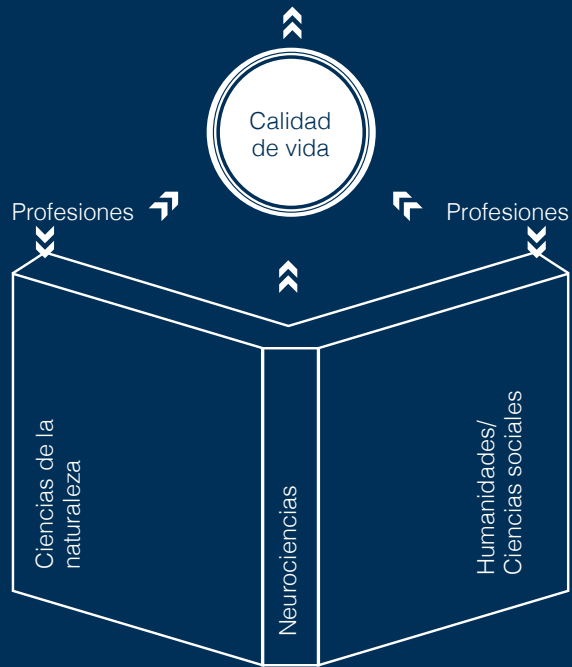 Calidad
de vida
Profesiones
Profesiones
Ciencias de la
naturaleza
Neurociencias
Humanidades/
Ciencias sociales